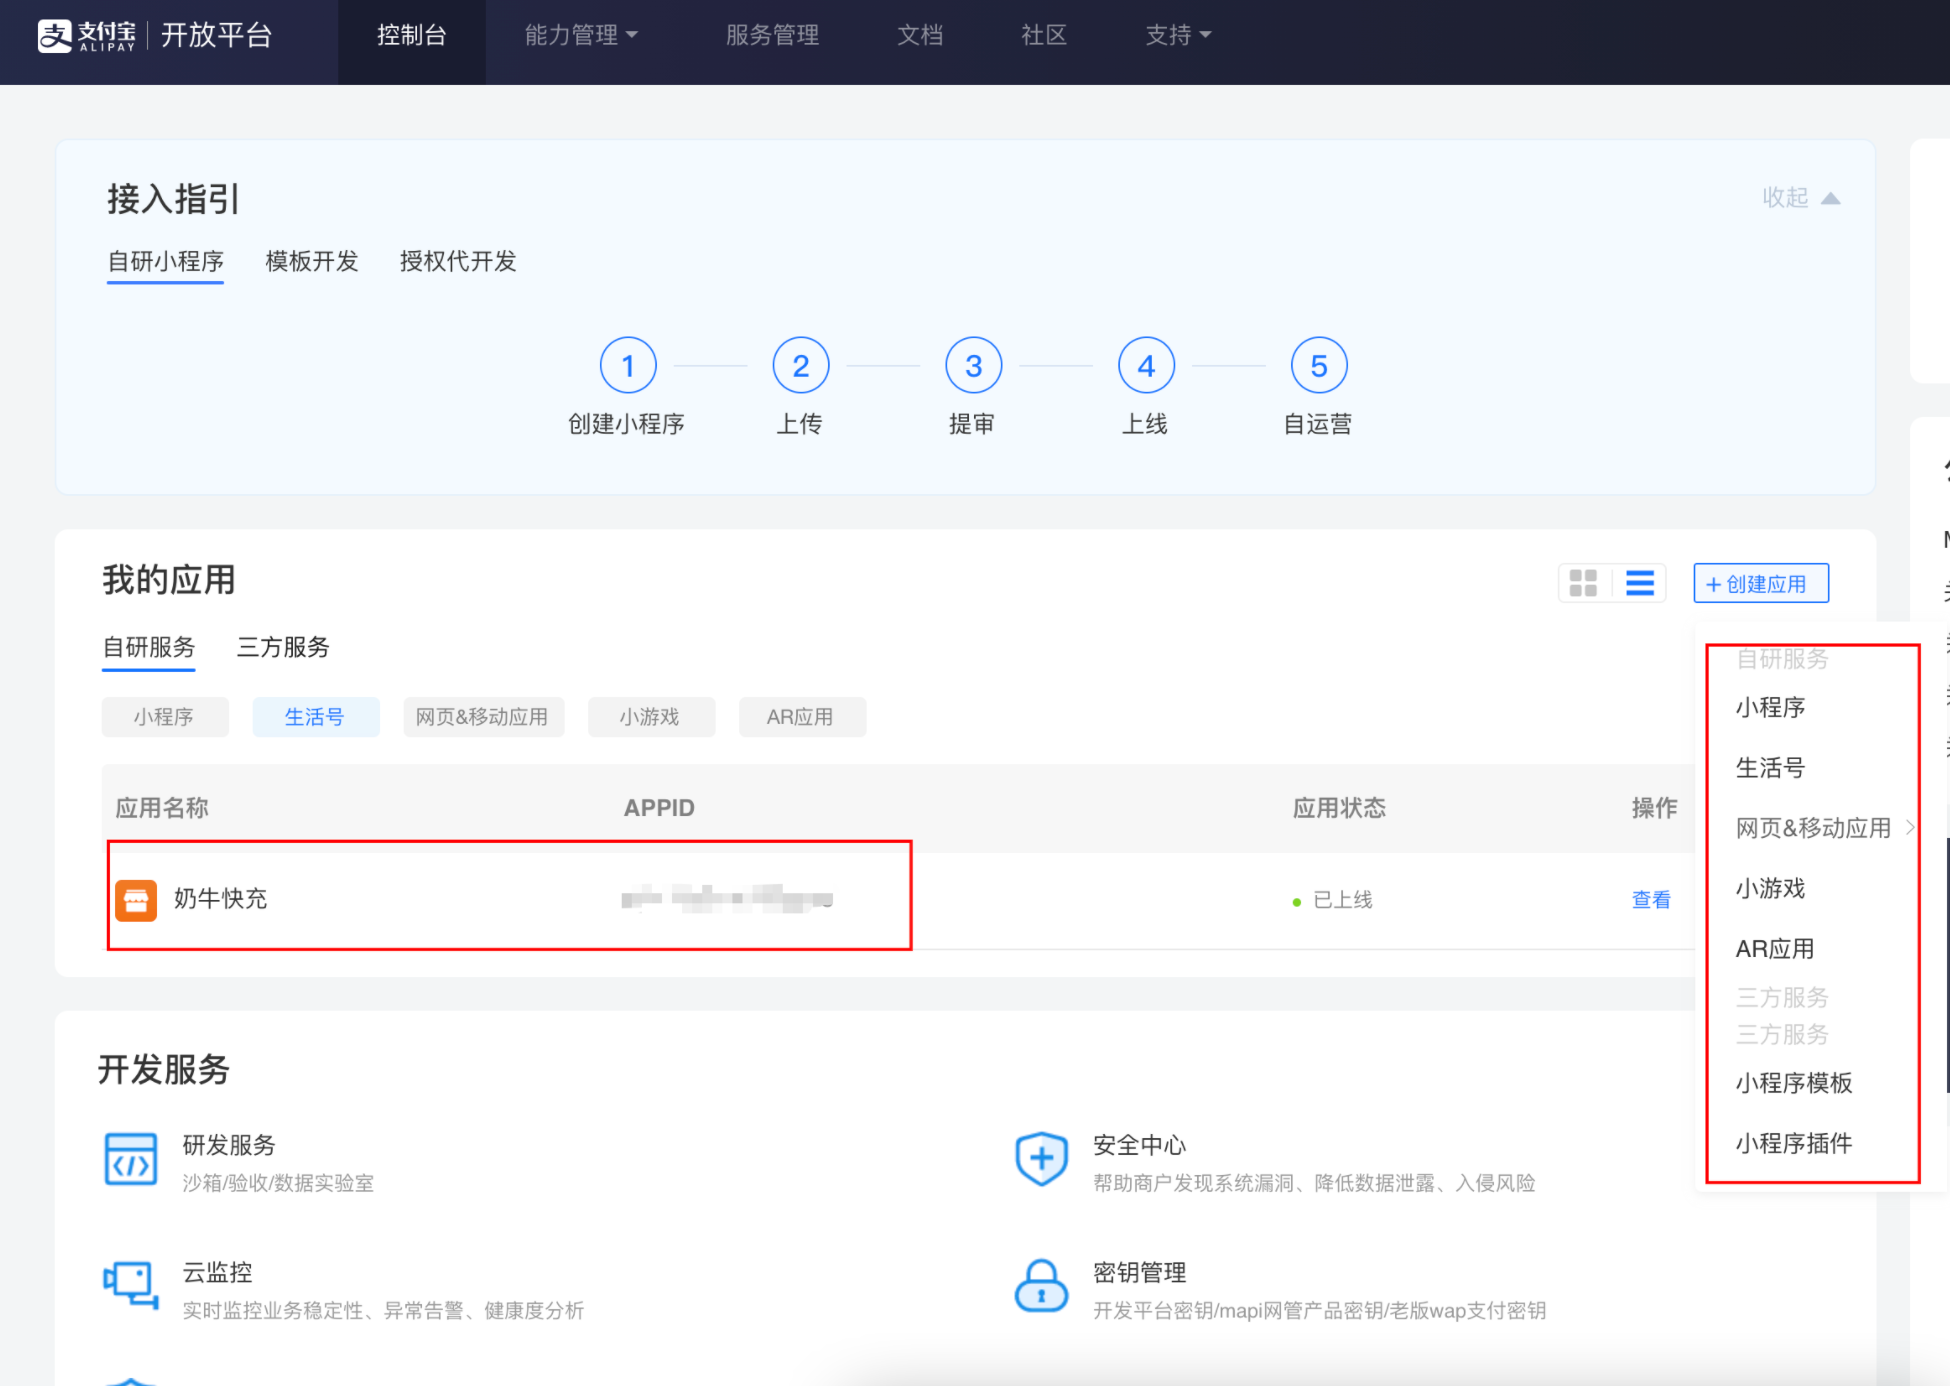 支付宝 ALIPAY 开放平台 控制台 能力管理 服务管理 文档 社区 支持
接入指引
收起
自研小程序 模板开发 授权代开发
1 2 3 4 5
创建小程序 上传 提审 上线 自运营
我的应用
+ 创建应用
自研服务 三方服务
小程序 生活号 网页&移动应用 小游戏 AR应用
应用名称 APPID 应用状态 操作
奶牛快充 已上线 查看
自研服务
小程序
生活号
网页&移动应用
小游戏
AR应用
三方服务
三方服务
小程序模板
小程序插件
开发服务
研发服务
沙箱/验收/数据实验室
安全中心
帮助商户发现系统漏洞、降低数据泄露、入侵风险
云监控
实时监控业务稳定性、异常告警、健康度分析
密钥管理
开发平台密钥/mapi网管产品密钥/老版wap支付密钥